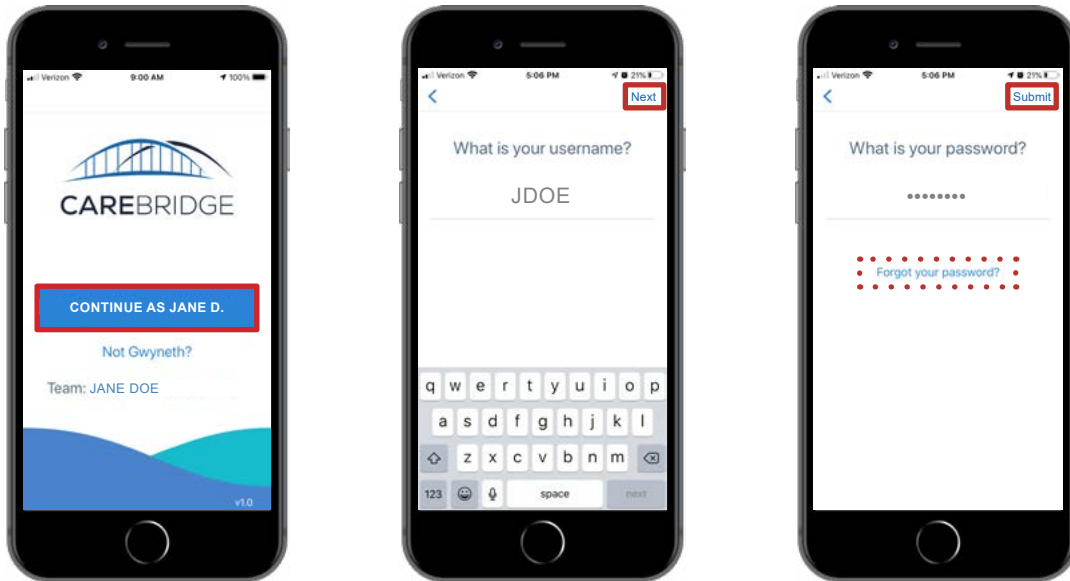 Verizon 9:00 AM 100%
CAREBRIDGE
CONTINUE AS JANE D.
Not Gwyneth?
Team: JANE DOE
v1.0
Verizon 5:06 PM 21%
Next
What is your username?
JDOE
q w e r t y u i o p
a s d f g h j k l
z x c v b n m
123 space next
Verizon 5:06 PM 21%
Submit
What is your password?
••••••••
Forgot your password?